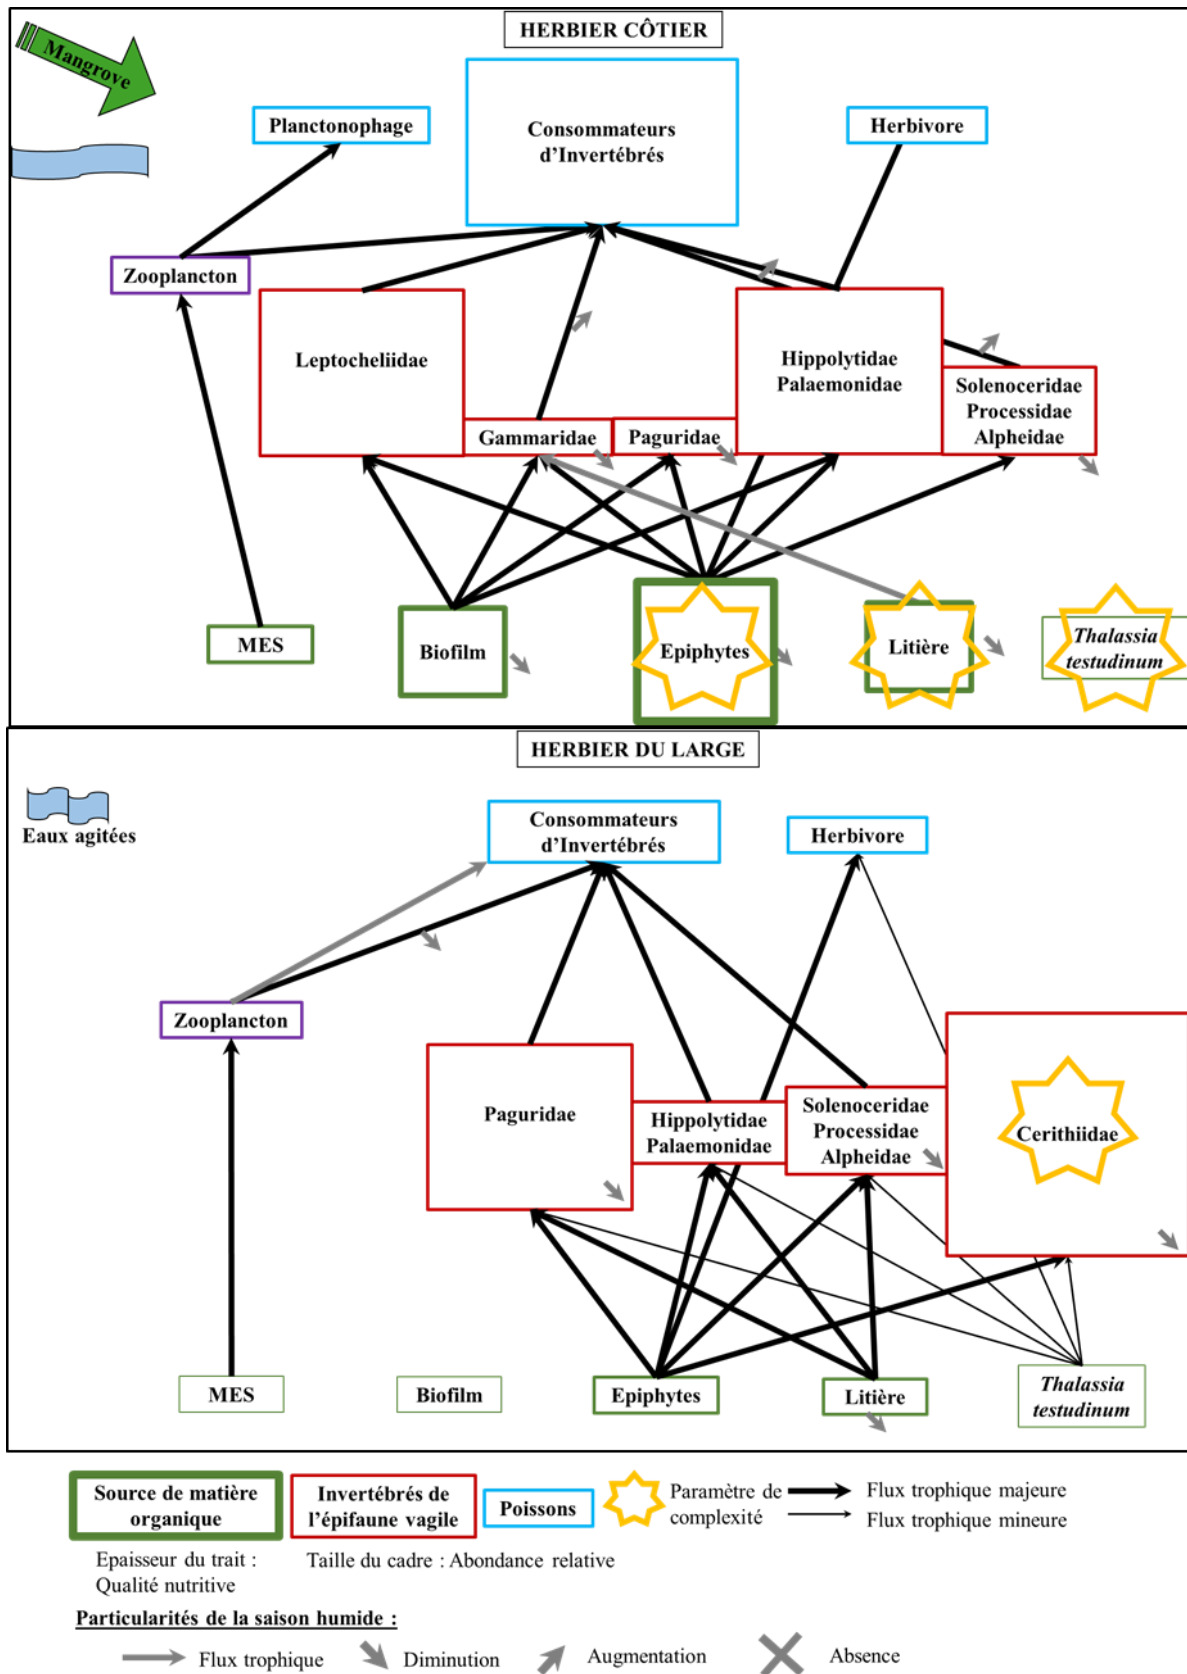 HERBIER CÔTIER
Mangrove
Planctonophage
Consommateurs
d'Invertébrés
Herbivore
Zooplancton
Leptocheliidae
Hippolytidae
Palaemonidae
Solenoceridae
Processidae
Alpheidae
Gammaridae
Paguridae
MES
Biofilm
Epiphytes
Litière
Thalassia
testudinum
HERBIER DU LARGE
Eaux agitées
Consommateurs
d'Invertébrés
Herbivore
Zooplancton
Paguridae
Hippolytidae
Palaemonidae
Solenoceridae
Processidae
Alpheidae
Cerithiidae
MES
Biofilm
Epiphytes
Litière
Thalassia
testudinum
Source de matière
organique
Invertébrés de
l'épifaune vagile
Poissons
Paramètre de
complexité
Flux trophique majeure
Flux trophique mineure
Epaisseur du trait :
Qualité nutritive
Taille du cadre : Abondance relative
Particularités de la saison humide :
Flux trophique
Diminution
Augmentation
Absence